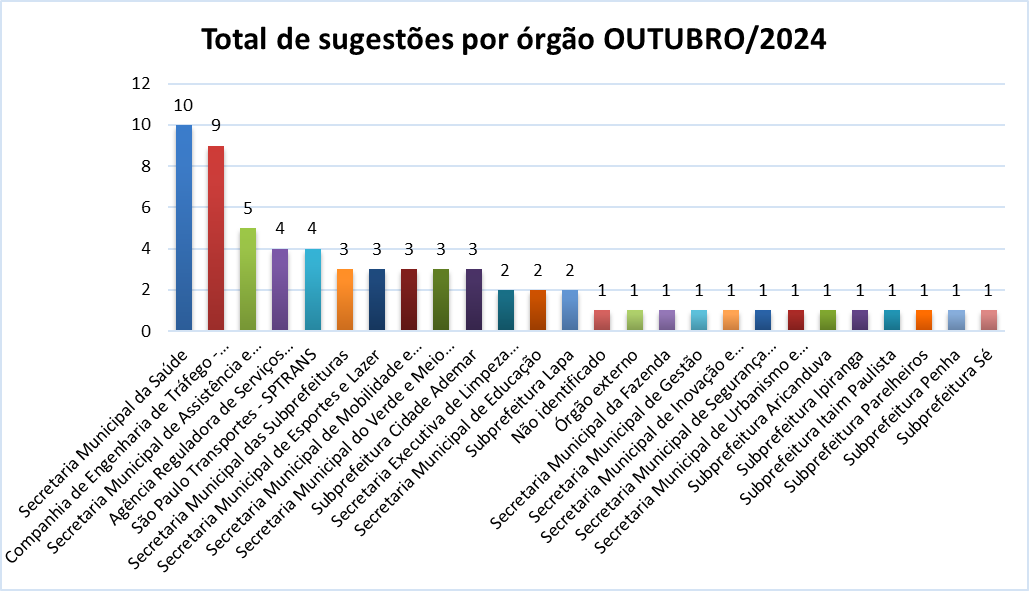 Total de sugestões por órgão OUTUBRO/2024
12
10
8
6
4
2
0
10
9
5
4
4
3
3
3
3
3
2
2
2
1
1
1
1
1
1
1
1
1
1
1
1
1
Secretaria Municipal da Saúde
Companhia de Engenharia de Tráfego -...
Secretaria Municipal de Assistência e...
Agência Reguladora de Serviços...
São Paulo Transportes - SPTRANS
Secretaria Municipal das Subprefeituras
Secretaria Municipal de Esportes e Lazer
Secretaria Municipal de Mobilidade e...
Secretaria Municipal do Verde e Meio...
Subprefeitura Cidade Ademar
Secretaria Executiva de Limpeza...
Secretaria Municipal de Educação
Subprefeitura Lapa
Não identificado
Órgão externo
Secretaria Municipal da Fazenda
Secretaria Municipal de Gestão
Secretaria Municipal de Inovação e...
Secretaria Municipal de Segurança...
Secretaria Municipal de Urbanismo e...
Subprefeitura Aricanduva
Subprefeitura Ipiranga
Subprefeitura Itaim Paulista
Subprefeitura Parelheiros
Subprefeitura Penha
Subprefeitura Sé